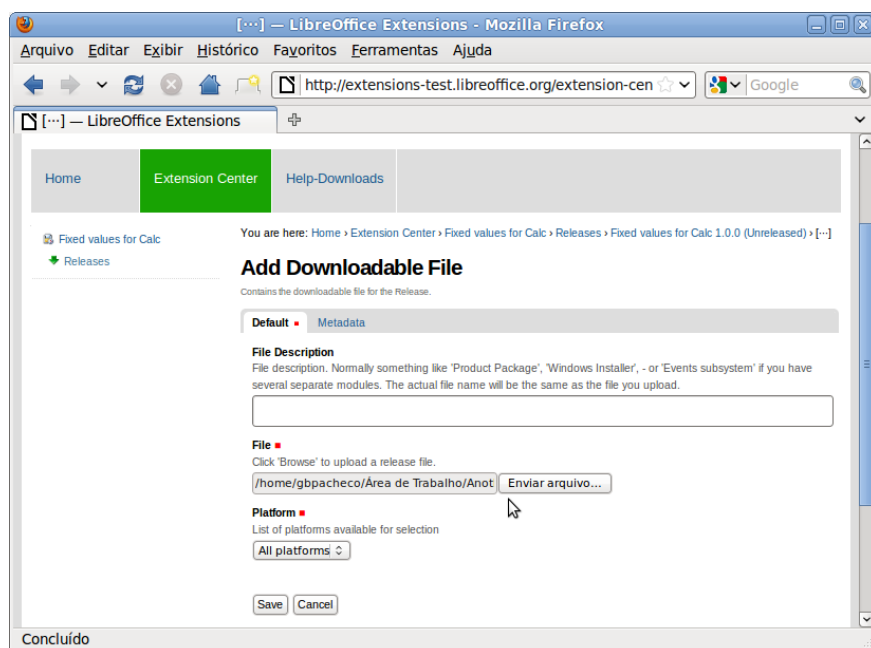 [···] — LibreOffice Extensions - Mozilla Firefox
Arquivo Editar Exibir Histórico Favoritos Ferramentas Ajuda
http://extensions-test.libreoffice.org/extension-cen Google
[···] — LibreOffice Extensions
Home Extension Center Help-Downloads
Fixed values for Calc
Releases
You are here: Home › Extension Center › Fixed values for Calc › Releases › Fixed values for Calc 1.0.0 (Unreleased) › [···]
Add Downloadable File
Contains the downloadable file for the Release.
Default Metadata
File Description
File description. Normally something like 'Product Package', 'Windows Installer', - or 'Events subsystem' if you have
several separate modules. The actual file name will be the same as the file you upload.
File
Click 'Browse' to upload a release file.
/home/gbpacheco/Área de Trabalho/Anot Enviar arquivo...
Platform
List of platforms available for selection
All platforms
Save Cancel
Concluído